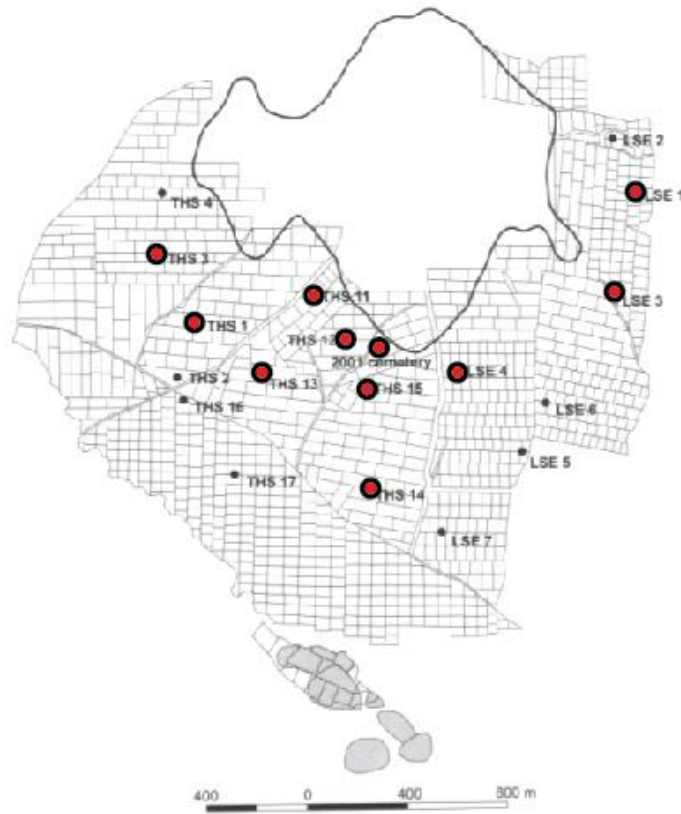 LSE 2
THS 4
LSE 1
THS 3
THS 11
LSE 3
THS 1
THS 12
2001 cemetery
THS 2
THS 13
LSE 4
THS 15
THS 16
LSE 6
LSE 5
THS 17
THS 14
LSE 7
400 0 400 800 m